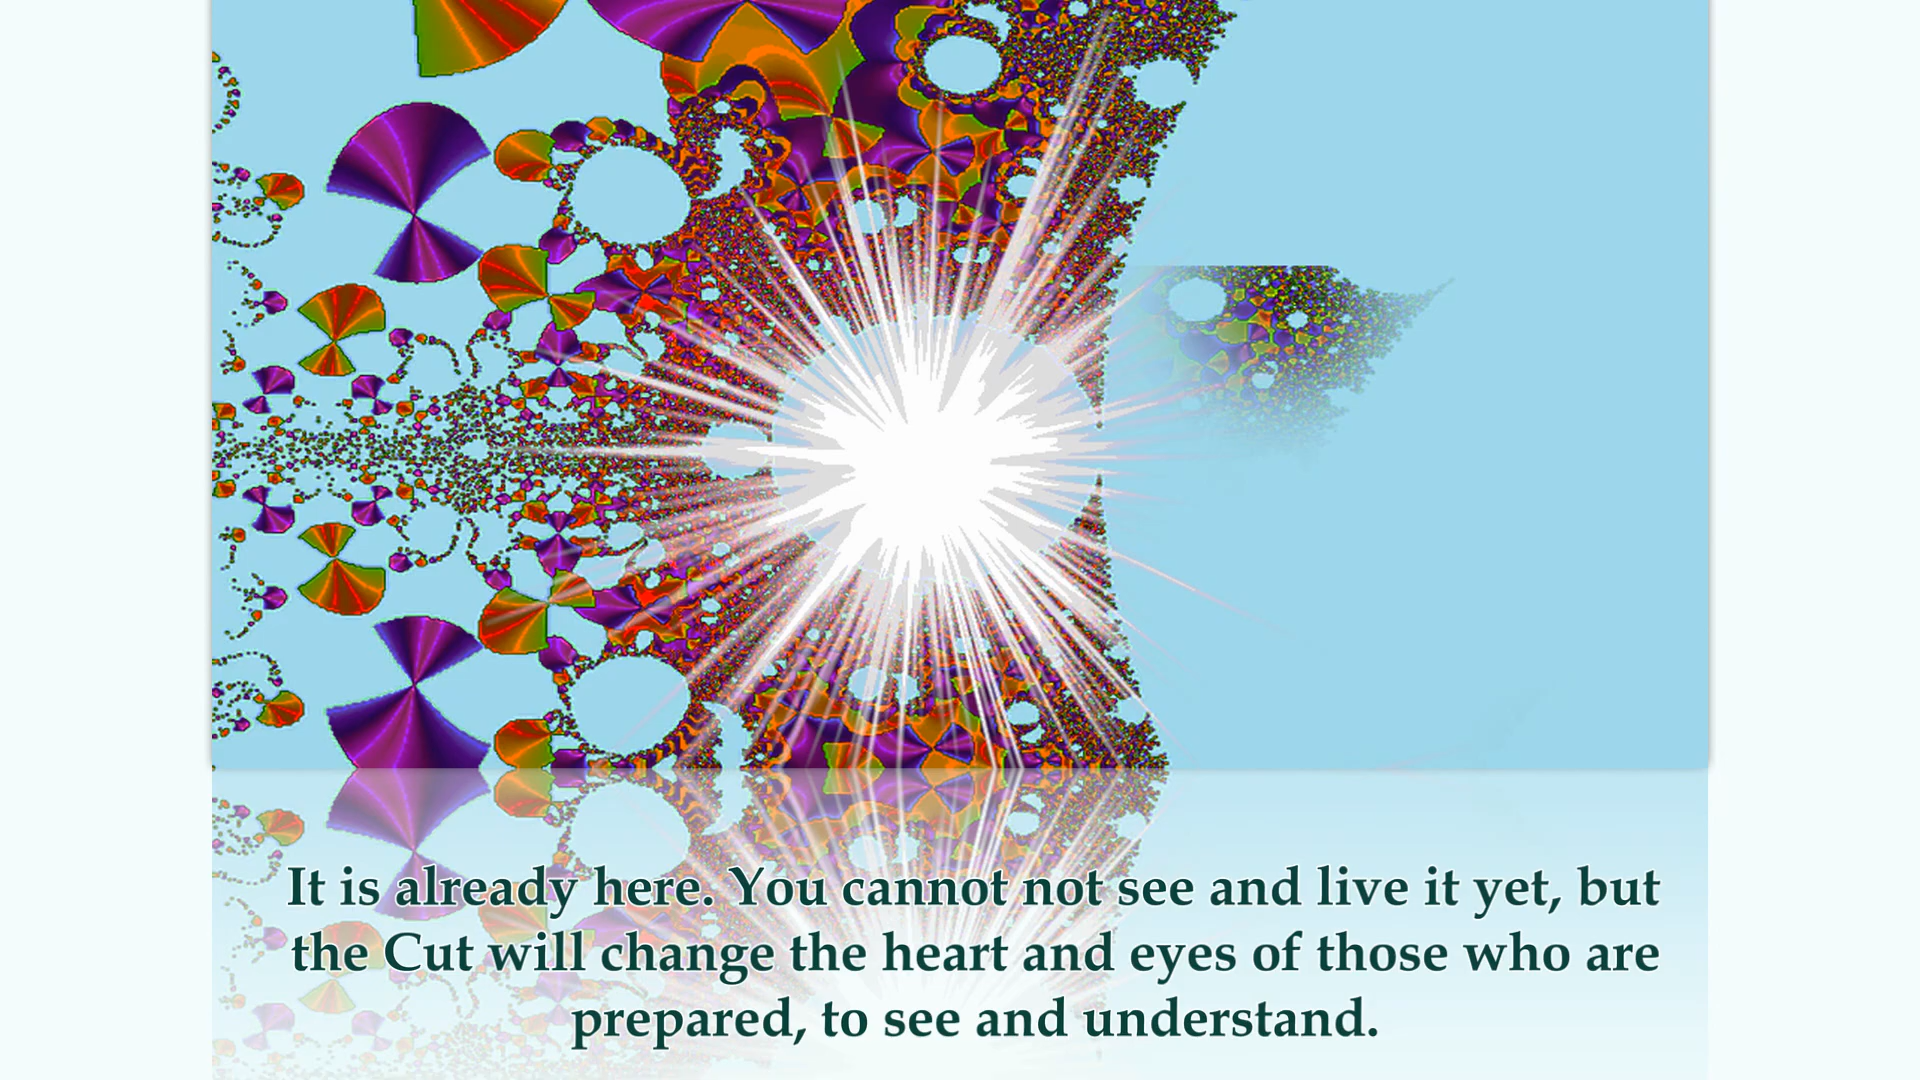 It is already here. You cannot not see and live it yet, but
the Cut will change the heart and eyes of those who are
prepared, to see and understand.